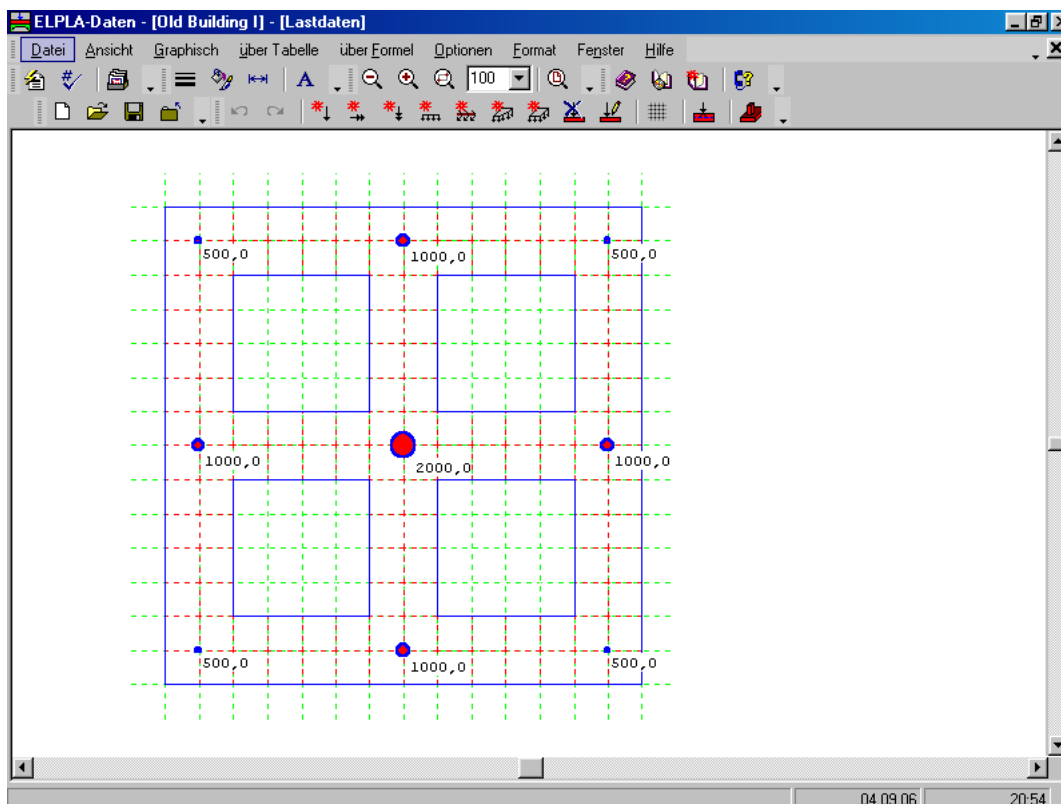 ELPLA-Daten - [Old Building I] - [Lastdaten]
Datei Ansicht Graphisch über Tabelle über Formel Optionen Format Fenster Hilfe
A 100
500,0 1000,0 500,0
1000,0 2000,0 1000,0
500,0 1000,0 500,0
04.09.06 20:54